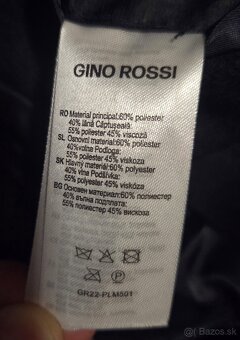 GINO ROSSI
RO Material principal:60% poliester
40% lână Căptușeală:
55% poliester 45% viscoză
SL Osnovni material:60% poliester
40%volna Podloga:
55% poliester 45% viskoza
SK Hlavný materiál:60% polyester
40% vlna Podšívka:
55% polyester 45% viskóza
BG Основен материал:60% полиестер
40% вълна подплата:
55% полиестер 45% вискоза
P
GR22-PLM501
Bazos.sk